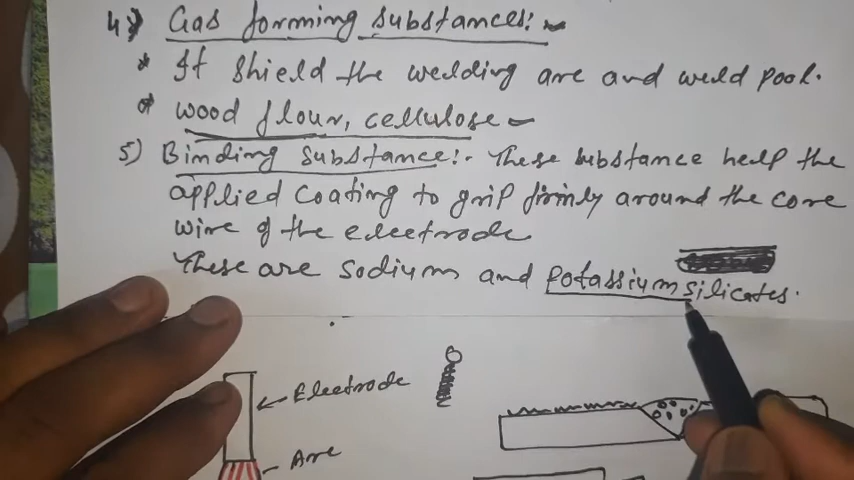 4) Gas forming substances:-
* It shield the welding arc and weld pool.
* wood flour, cellulose -
5) Binding substance:- These substance help the
applied coating to grip firmly around the core
wire of the electrode
These are sodium and potassium silicates.
Electrode
Arc